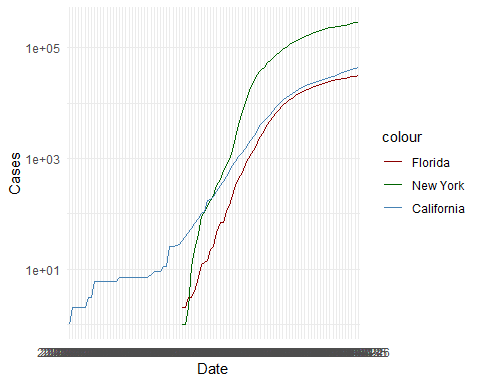 1e+05
1e+03
1e+01
Cases
Date
colour
Florida
New York
California